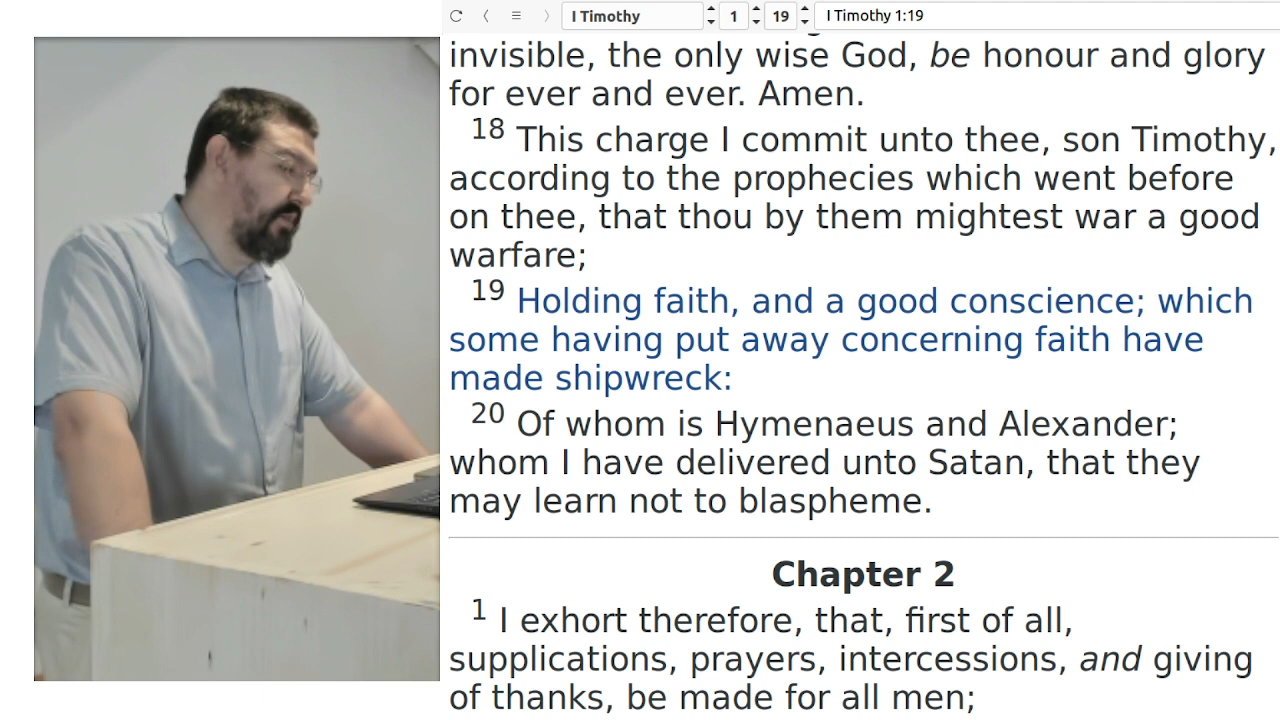 I Timothy 1 19 I Timothy 1:19
invisible, the only wise God, be honour and glory
for ever and ever. Amen.
18 This charge I commit unto thee, son Timothy,
according to the prophecies which went before
on thee, that thou by them mightest war a good
warfare;
19 Holding faith, and a good conscience; which
some having put away concerning faith have
made shipwreck:
20 Of whom is Hymenaeus and Alexander;
whom I have delivered unto Satan, that they
may learn not to blaspheme.
Chapter 2
1 I exhort therefore, that, first of all,
supplications, prayers, intercessions, and giving
of thanks, be made for all men;